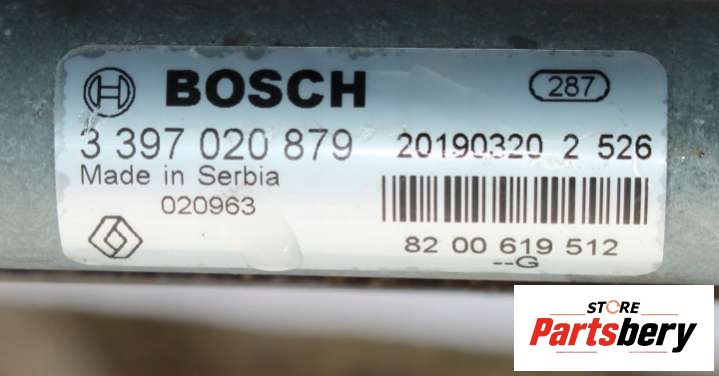 BOSCH 287
3 397 020 879 20190320 2 526
Made in Serbia
020963
82 00 619 512
--G
STORE
Partsbery